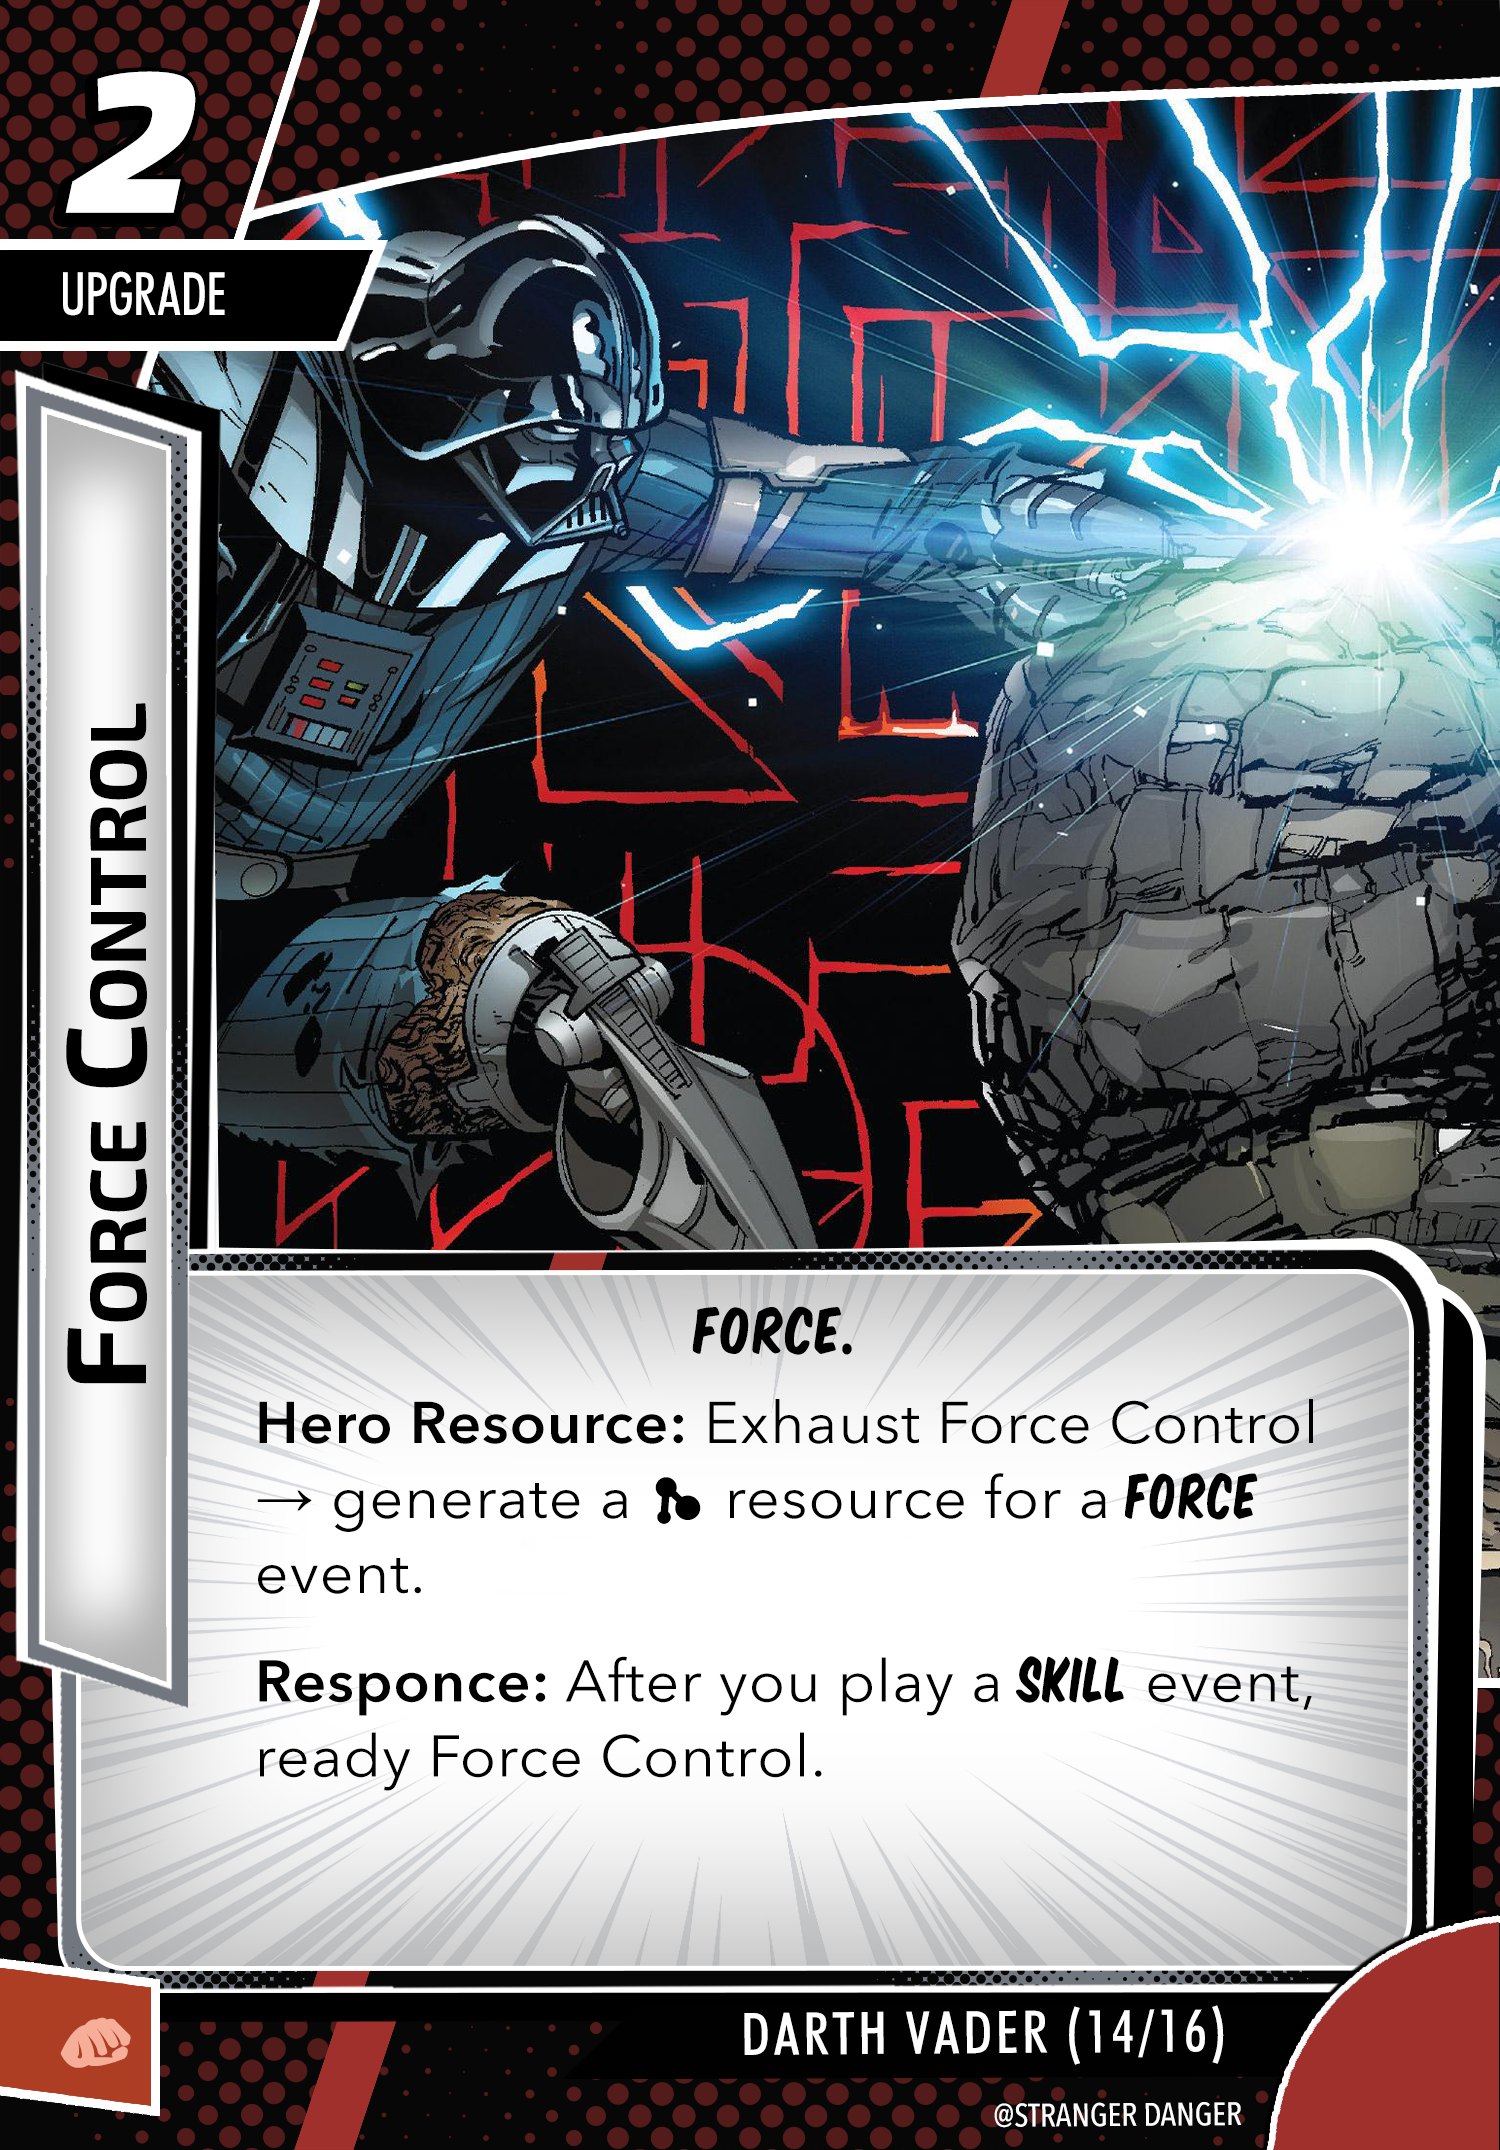 2
UPGRADE
FORCE CONTROL
FORCE.
Hero Resource: Exhaust Force Control
→ generate a resource for a FORCE
event.
Responce: After you play a SKILL event,
ready Force Control.
DARTH VADER (14/16)
@STRANGER DANGER